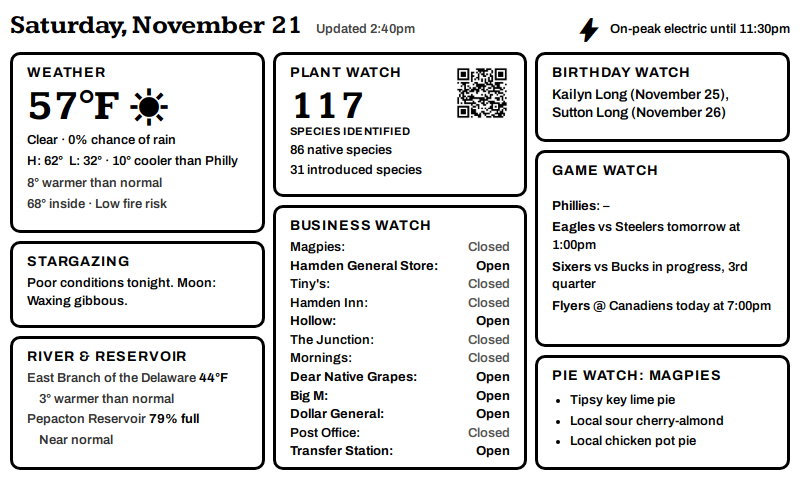 Saturday, November 21
Updated 2:40pm
On-peak electric until 11:30pm
WEATHER
57°F
Clear · 0% chance of rain
H: 62° L: 32° · 10° cooler than Philly
8° warmer than normal
68° inside · Low fire risk
STARGAZING
Poor conditions tonight. Moon:
Waxing gibbous.
RIVER & RESERVOIR
East Branch of the Delaware 44°F
3° warmer than normal
Pepacton Reservoir 79% full
Near normal
PLANT WATCH
117
SPECIES IDENTIFIED
86 native species
31 introduced species
BUSINESS WATCH
Magpies: Closed
Hamden General Store: Open
Tiny's: Closed
Hamden Inn: Closed
Hollow: Open
The Junction: Closed
Mornings: Closed
Dear Native Grapes: Open
Big M: Open
Dollar General: Open
Post Office: Closed
Transfer Station: Open
BIRTHDAY WATCH
Kailyn Long (November 25),
Sutton Long (November 26)
GAME WATCH
Phillies: –
Eagles vs Steelers tomorrow at
1:00pm
Sixers vs Bucks in progress, 3rd
quarter
Flyers @ Canadiens today at 7:00pm
PIE WATCH: MAGPIES
• Tipsy key lime pie
• Local sour cherry-almond
• Local chicken pot pie